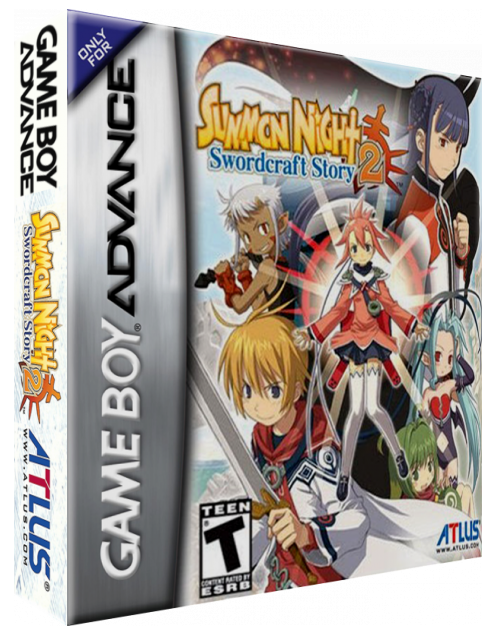 GAME BOY
ADVANCE
SUMMON NIGHT
Swordcraft Story
2
ATLUS
WWW.ATLUS.COM
ONLY
FOR
GAME BOY ADVANCE
SUMMON NIGHT
Swordcraft Story 2
TEEN
T
CONTENT RATED BY
ESRB
ATLUS
WWW.ATLUS.COM